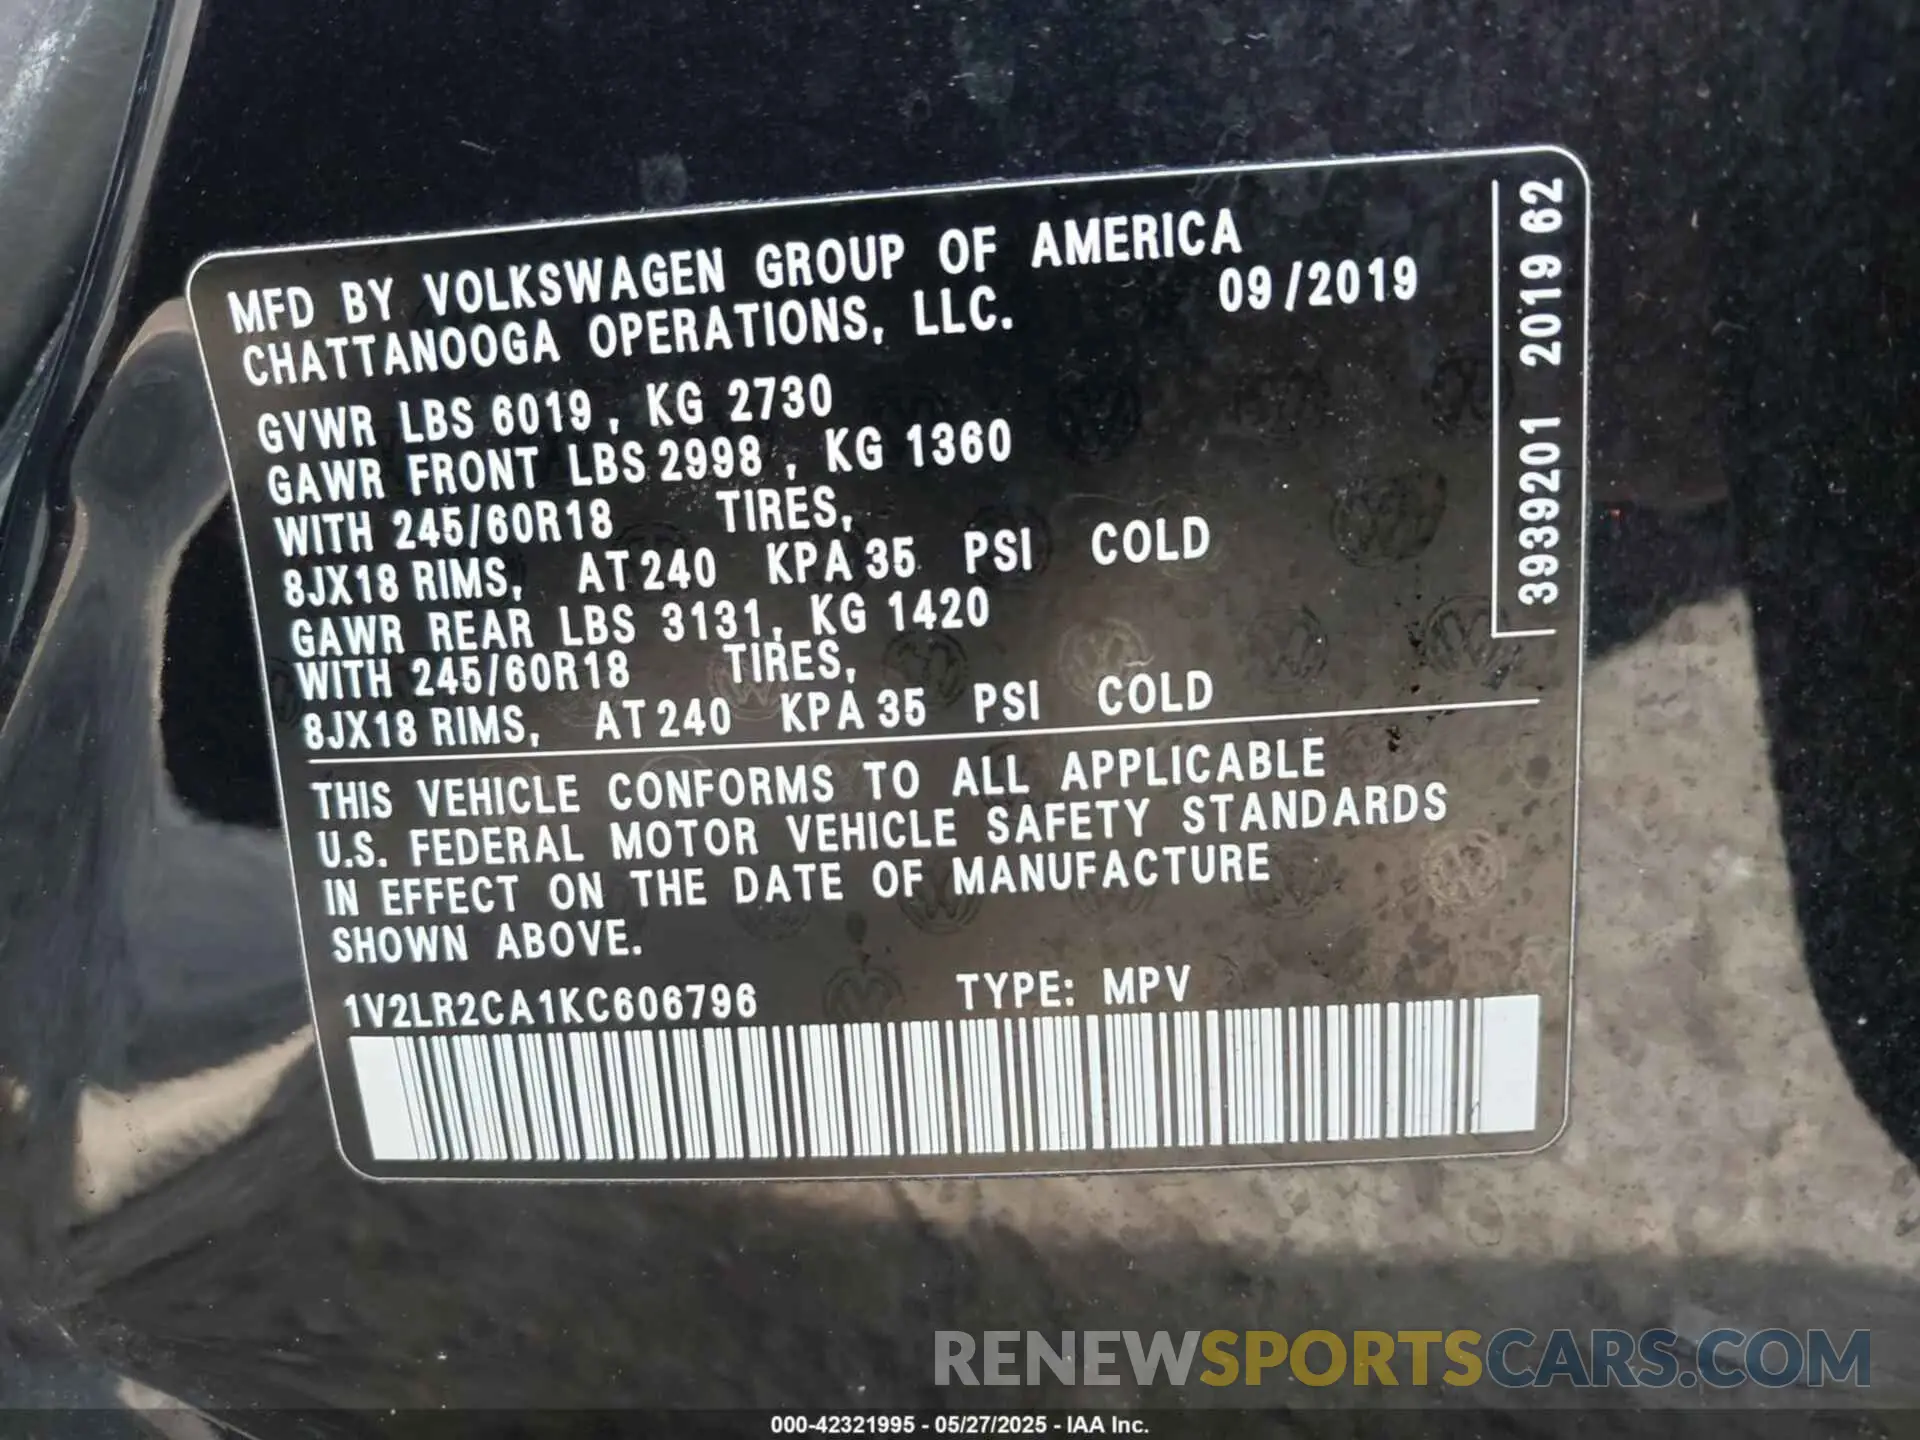 MFD BY VOLKSWAGEN GROUP OF AMERICA
CHATTANOOGA OPERATIONS, LLC. 09/2019
GVWR LBS 6019, KG 2730
GAWR FRONT LBS 2998, KG 1360
WITH 245/60R18 TIRES,
8JX18 RIMS, AT 240 KPA 35 PSI COLD
GAWR REAR LBS 3131, KG 1420
WITH 245/60R18 TIRES,
8JX18 RIMS, AT 240 KPA 35 PSI COLD
THIS VEHICLE CONFORMS TO ALL APPLICABLE
U.S. FEDERAL MOTOR VEHICLE SAFETY STANDARDS
IN EFFECT ON THE DATE OF MANUFACTURE
SHOWN ABOVE.
1V2LR2CA1KC606796 TYPE: MPV
3939201 2019 62
RENEWSPORTSCARS.COM
000-42321995 - 05/27/2025 - IAA Inc.